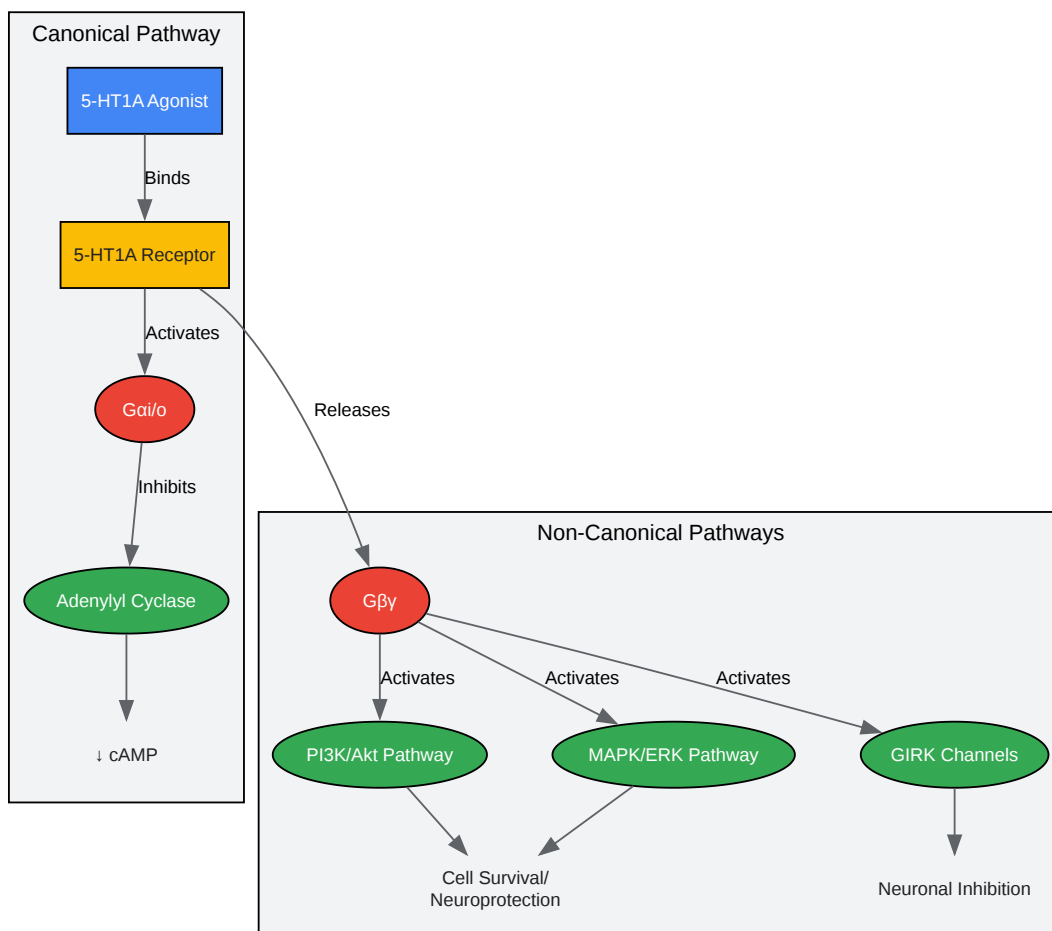 Canonical Pathway
5-HT1A Agonist
Binds
5-HT1A Receptor
Activates
Gαi/o
Releases
Inhibits
Adenylyl Cyclase
↓ cAMP
Non-Canonical Pathways
Gβγ
Activates
Activates
Activates
PI3K/Akt Pathway
MAPK/ERK Pathway
GIRK Channels
Cell Survival/
Neuroprotection
Neuronal Inhibition